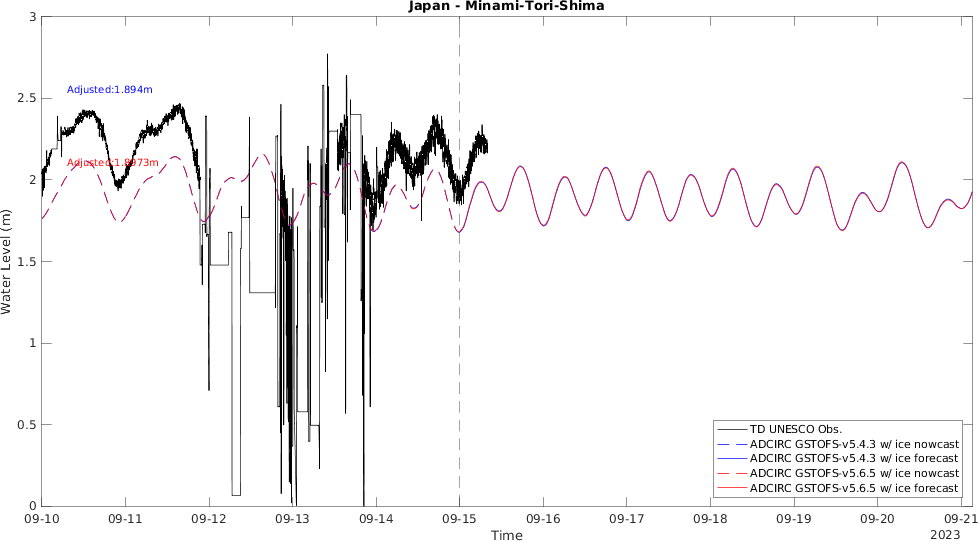 Japan - Minami-Tori-Shima
3
2.5
2
1.5
1
0.5
0
Water Level (m)
Adjusted:1.894m
Adjusted:1.8973m
TD UNESCO Obs.
ADCIRC GSTOFS-v5.4.3 w/ ice nowcast
ADCIRC GSTOFS-v5.4.3 w/ ice forecast
ADCIRC GSTOFS-v5.6.5 w/ ice nowcast
ADCIRC GSTOFS-v5.6.5 w/ ice forecast
09-10 09-11 09-12 09-13 09-14 09-15 09-16 09-17 09-18 09-19 09-20 09-21
Time
2023